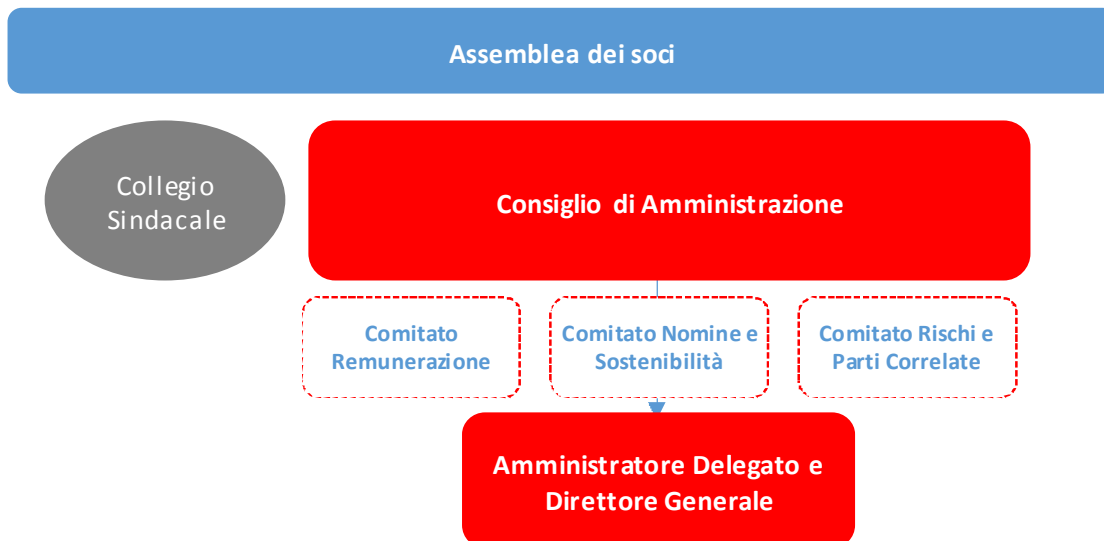 Assemblea dei soci
Collegio
Sindacale
Consiglio di Amministrazione
Comitato
Remunerazione
Comitato Nomine e
Sostenibilità
Comitato Rischi e
Parti Correlate
Amministratore Delegato e
Direttore Generale